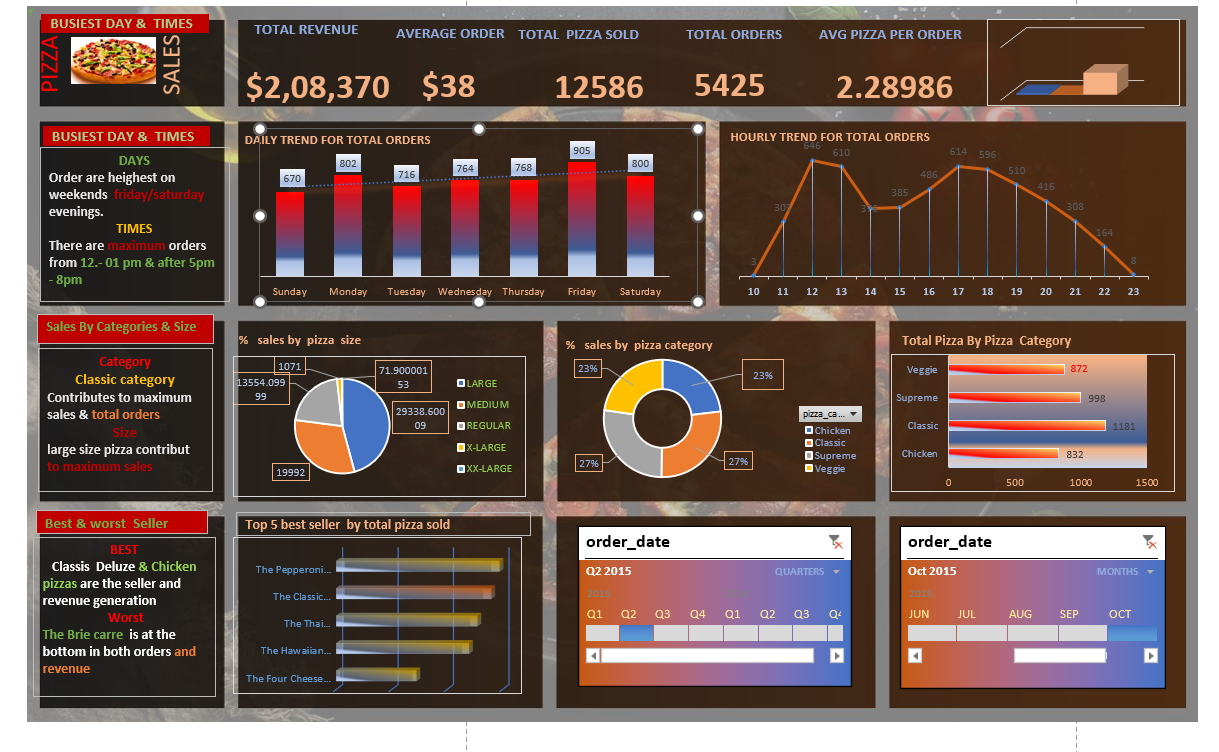 BUSIEST DAY & TIMES
PIZZA
SALES
TOTAL REVENUE
$2,08,370
AVERAGE ORDER
$38
TOTAL PIZZA SOLD
12586
TOTAL ORDERS
5425
AVG PIZZA PER ORDER
2.28986
BUSIEST DAY & TIMES
DAYS
Order are heighest on
weekends friday/saturday
evenings.
TIMES
There are maximum orders
from 12.- 01 pm & after 5pm
- 8pm
DAILY TREND FOR TOTAL ORDERS
670
802
716
764
768
905
800
Sunday Monday Tuesday Wednesday Thursday Friday Saturday
HOURLY TREND FOR TOTAL ORDERS
3
646
610
385
486
614
596
510
416
308
164
8
10 11 12 13 14 15 16 17 18 19 20 21 22 23
Sales By Categories & Size
Category
Classic category
Contributes to maximum
sales & total orders
Size
large size pizza contribut
to maximum sales
% sales by pizza size
1071
71.900001
53
13554.099
99
29338.600
09
19992
LARGE
MEDIUM
REGULAR
X-LARGE
XX-LARGE
% sales by pizza category
23%
23%
27%
27%
pizza_ca...
Chicken
Classic
Supreme
Veggie
Total Pizza By Pizza Category
Veggie 872
Supreme 998
Classic 1181
Chicken 832
0 500 1000 1500
Best & worst Seller
BEST
Classis Deluze & Chicken
pizzas are the seller and
revenue generation
Worst
The Brie carre is at the
bottom in both orders and
revenue
Top 5 best seller by total pizza sold
The Pepperoni...
The Classic...
The Thai...
The Hawaiian...
The Four Cheese...
order_date
Q2 2015 QUARTERS
2015
Q1 Q2 Q3 Q4 Q1 Q2 Q3 Q4
order_date
Oct 2015 MONTHS
2015
JUN JUL AUG SEP OCT